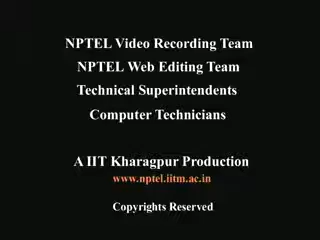 NPTEL Video Recording Team
NPTEL Web Editing Team
Technical Superintendents
Computer Technicians
A IIT Kharagpur Production
www.nptel.iitm.ac.in
Copyrights Reserved